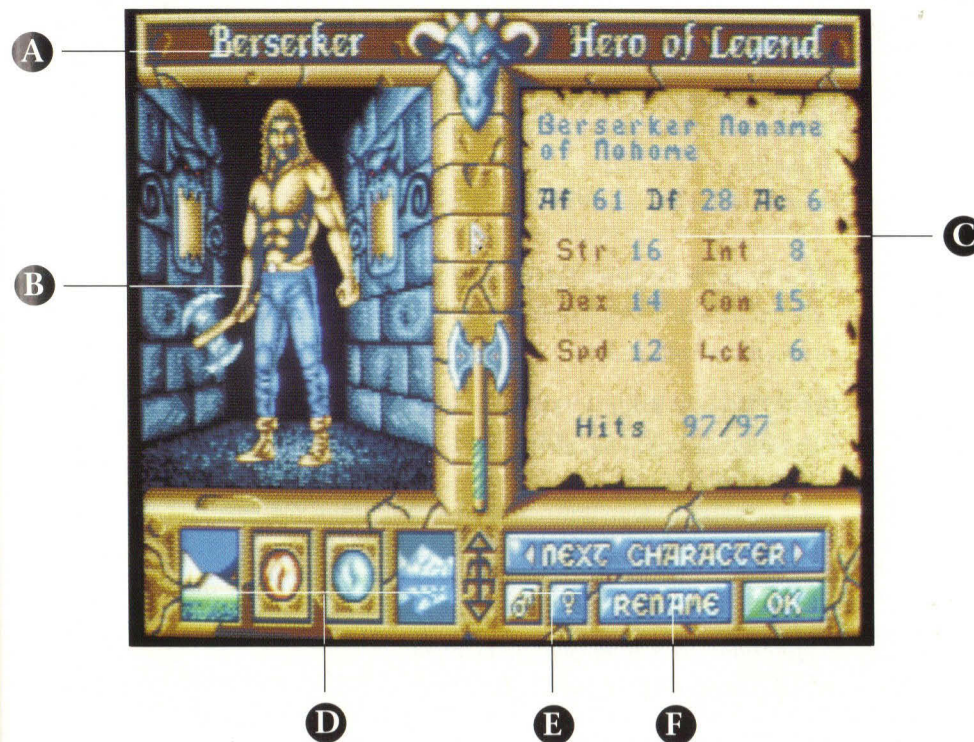 A
Berserker
Hero of Legend
Berserker Noname
of Nohome
Af 61 Df 28 Ac 6
C
Str 16 Int 8
B
Dex 14 Con 15
Spd 12 Lck 6
Hits 97/97
NEXT CHARACTER
RENAME
OK
D
E
F